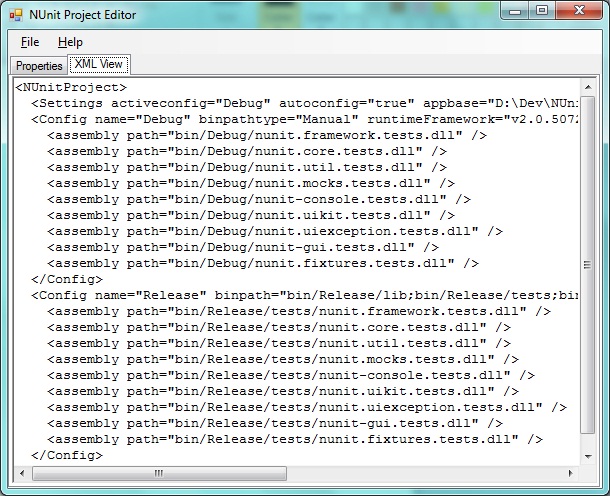 NUnit Project Editor
File Help
Properties XML View
<NUnitProject>
<Settings activeconfig="Debug" autoconfig="true" appbase="D:\Dev\NUni
<Config name="Debug" binpathtype="Manual" runtimeFramework="v2.0.5072
<assembly path="bin/Debug/nunit.framework.tests.dll" />
<assembly path="bin/Debug/nunit.core.tests.dll" />
<assembly path="bin/Debug/nunit.util.tests.dll" />
<assembly path="bin/Debug/nunit.mocks.tests.dll" />
<assembly path="bin/Debug/nunit-console.tests.dll" />
<assembly path="bin/Debug/nunit.uikit.tests.dll" />
<assembly path="bin/Debug/nunit.uiexception.tests.dll" />
<assembly path="bin/Debug/nunit-gui.tests.dll" />
<assembly path="bin/Debug/nunit.fixtures.tests.dll" />
</Config>
<Config name="Release" binpath="bin/Release/lib;bin/Release/tests;bin
<assembly path="bin/Release/tests/nunit.framework.tests.dll" />
<assembly path="bin/Release/tests/nunit.core.tests.dll" />
<assembly path="bin/Release/tests/nunit.util.tests.dll" />
<assembly path="bin/Release/tests/nunit.mocks.tests.dll" />
<assembly path="bin/Release/tests/nunit-console.tests.dll" />
<assembly path="bin/Release/tests/nunit.uikit.tests.dll" />
<assembly path="bin/Release/tests/nunit.uiexception.tests.dll" />
<assembly path="bin/Release/tests/nunit-gui.tests.dll" />
<assembly path="bin/Release/tests/nunit.fixtures.tests.dll" />
</Config>